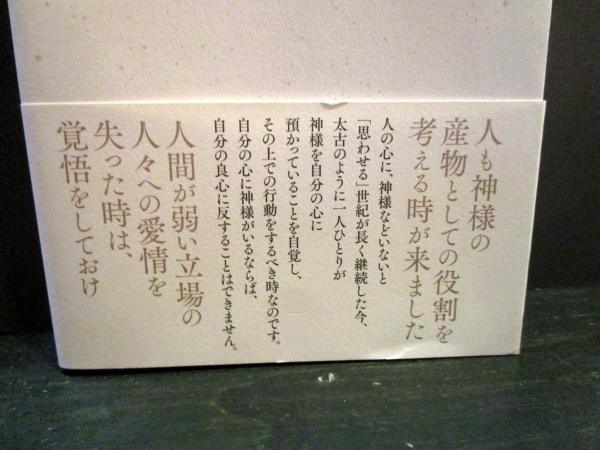 人も神様の
産物としての役割を
考える時が来ました
人の心に、神様などいないと
「思わせる」世紀が長く継続した今、
太古のように一人ひとりが
神様を自分の心に
預かっていることを自覚し、
その上での行動をするべき時なのです。
自分の心に神様がいるならば、
自分の良心に反することはできません。
人間が弱い立場の
人々への愛情を
失った時は、
覚悟をしておけ